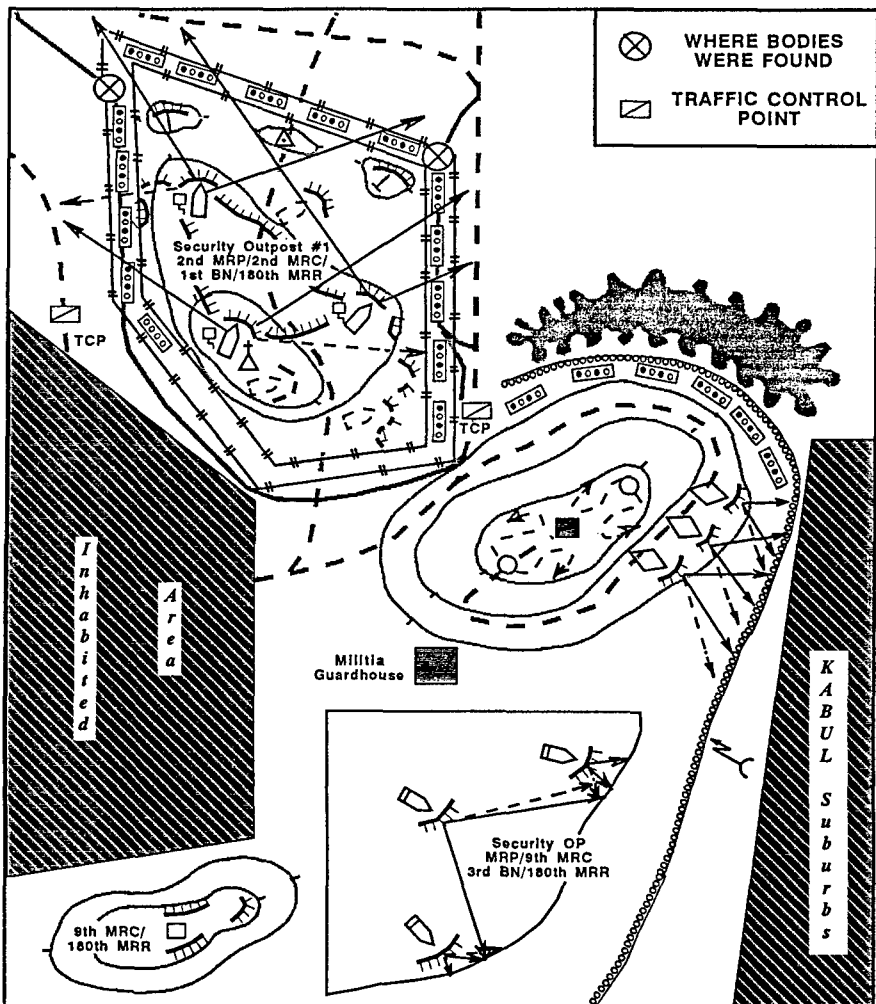 WHERE BODIES
WERE FOUND
TRAFFIC CONTROL
POINT
Security Outpost #1
2nd MRP/2nd MRC/
1st BN/180th MRR
TCP
TCP
Inhabited
Area
Militia
Guardhouse
KABUL Suburbs
N
Security OP
MRP/9th MRC
3rd BN/180th MRR
9th MRC/
180th MRR